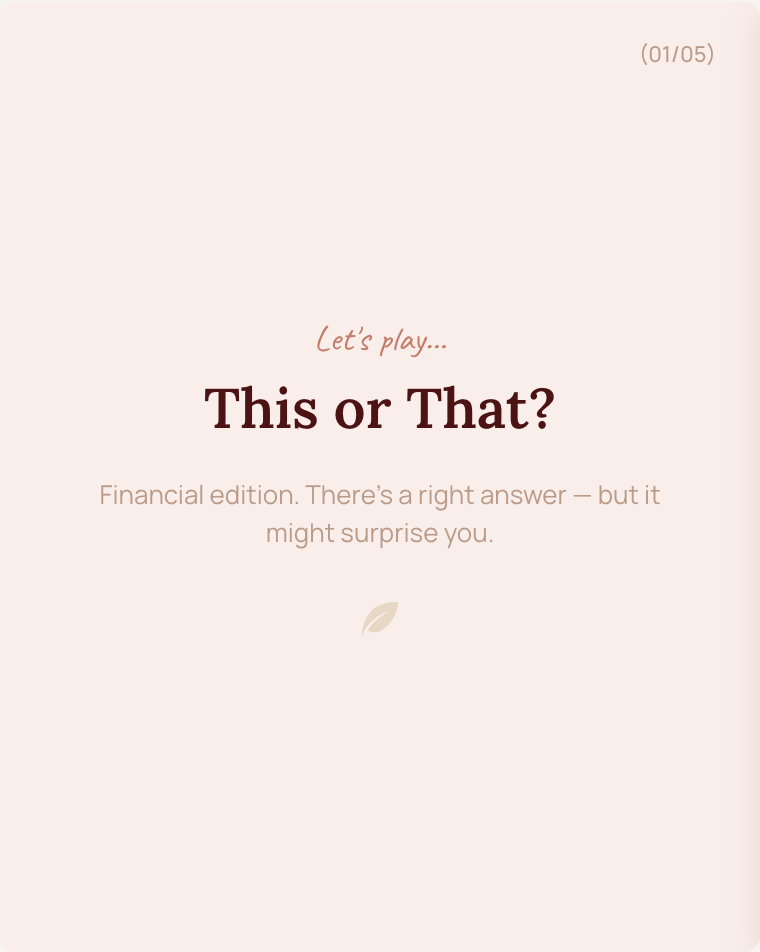 (01/05)
Let's play...
This or That?
Financial edition. There's a right answer — but it
might surprise you.